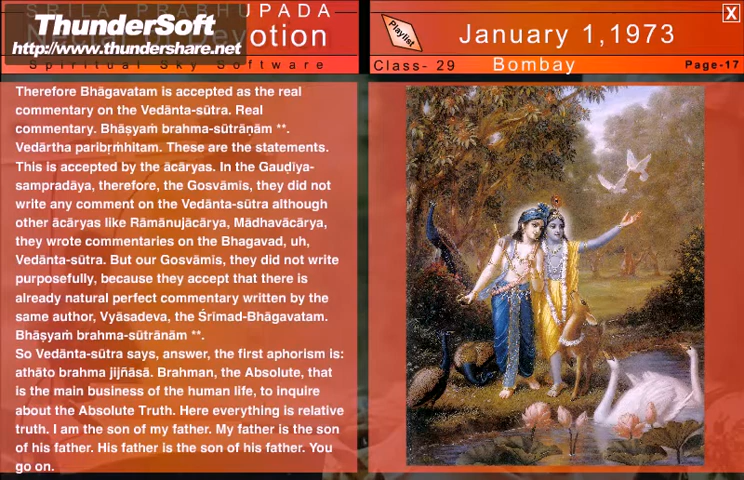 SRILA PRABHUPADA
ThunderSoft
http://www.thundershare.net
Devotion
Spiritual Sky Software
Playlist
January 1,1973
X
Class- 29
Bombay
Page-17
Therefore Bhāgavatam is accepted as the real
commentary on the Vedānta-sūtra. Real
commentary. Bhāṣyaṁ brahma-sūtrāṇām **.
Vedārtha paribṛṁhitam. These are the statements.
This is accepted by the ācāryas. In the Gauḍiya-
sampradāya, therefore, the Gosvāmis, they did not
write any comment on the Vedānta-sūtra although
other ācāryas like Rāmānujācārya, Mādhavācārya,
they wrote commentaries on the Bhagavad, uh,
Vedānta-sūtra. But our Gosvāmis, they did not write
purposefully, because they accept that there is
already natural perfect commentary written by the
same author, Vyāsadeva, the Śrimad-Bhāgavatam.
Bhāṣyaṁ brahma-sūtrānām **.
So Vedānta-sūtra says, answer, the first aphorism is:
athāto brahma jijñāsā. Brahman, the Absolute, that
is the main business of the human life, to inquire
about the Absolute Truth. Here everything is relative
truth. I am the son of my father. My father is the son
of his father. His father is the son of his father. You
go on.